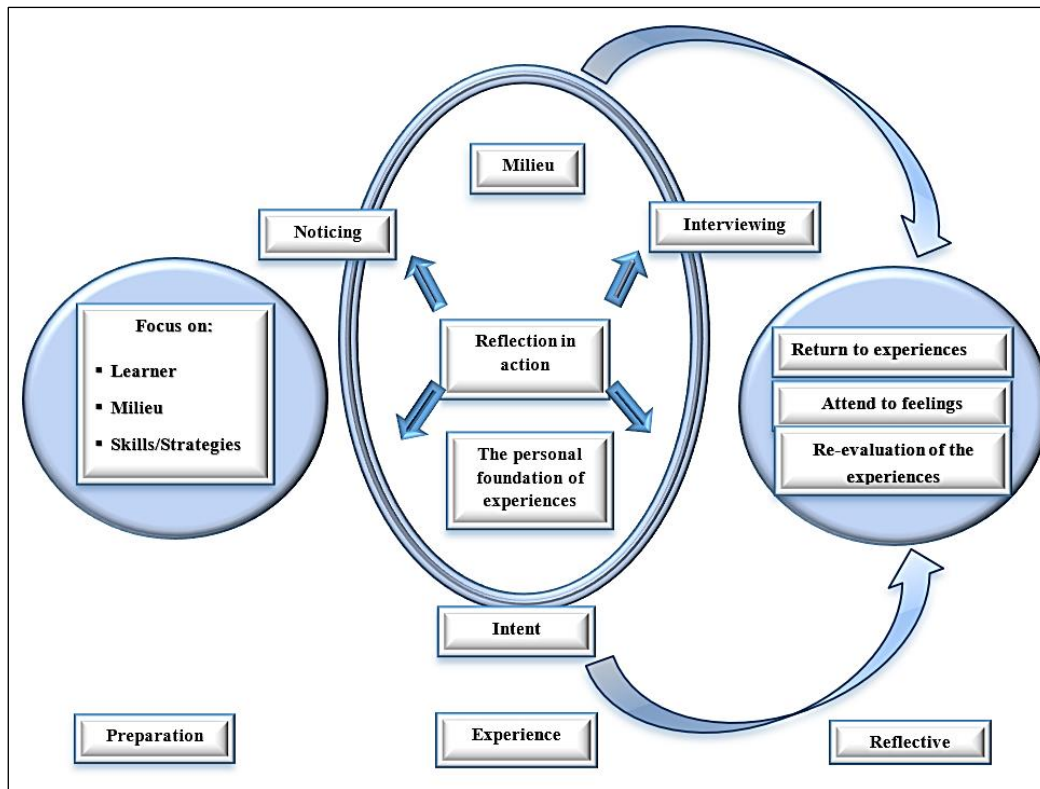 Milieu
Noticing
Interviewing
Focus on:
▪ Learner
▪ Milieu
▪ Skills/Strategies
Reflection in
action
The personal
foundation of
experiences
Return to experiences
Attend to feelings
Re-evaluation of the
experiences
Intent
Preparation
Experience
Reflective